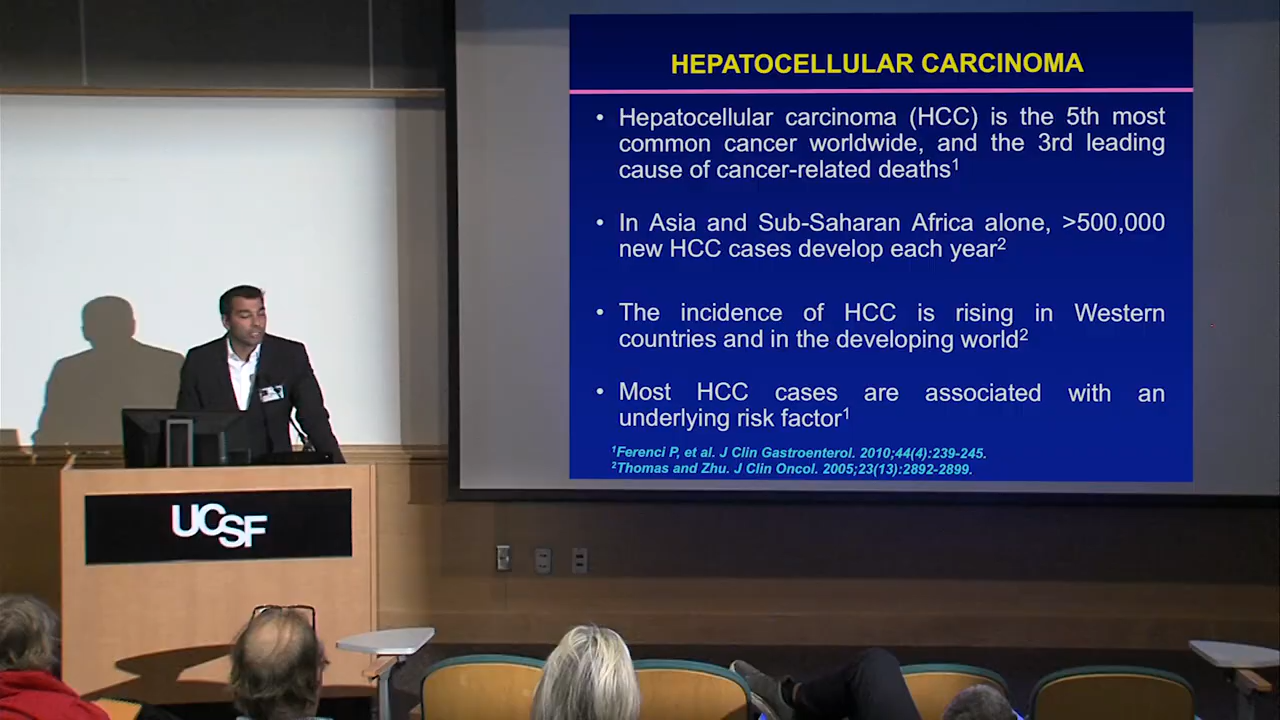 HEPATOCELLULAR CARCINOMA
• Hepatocellular carcinoma (HCC) is the 5th most
common cancer worldwide, and the 3rd leading
cause of cancer-related deaths1
• In Asia and Sub-Saharan Africa alone, >500,000
new HCC cases develop each year2
• The incidence of HCC is rising in Western
countries and in the developing world2
• Most HCC cases are associated with an
underlying risk factor1
1Ferenci P, et al. J Clin Gastroenterol. 2010;44(4):239-245.
2Thomas and Zhu. J Clin Oncol. 2005;23(13):2892-2899.
UCSF